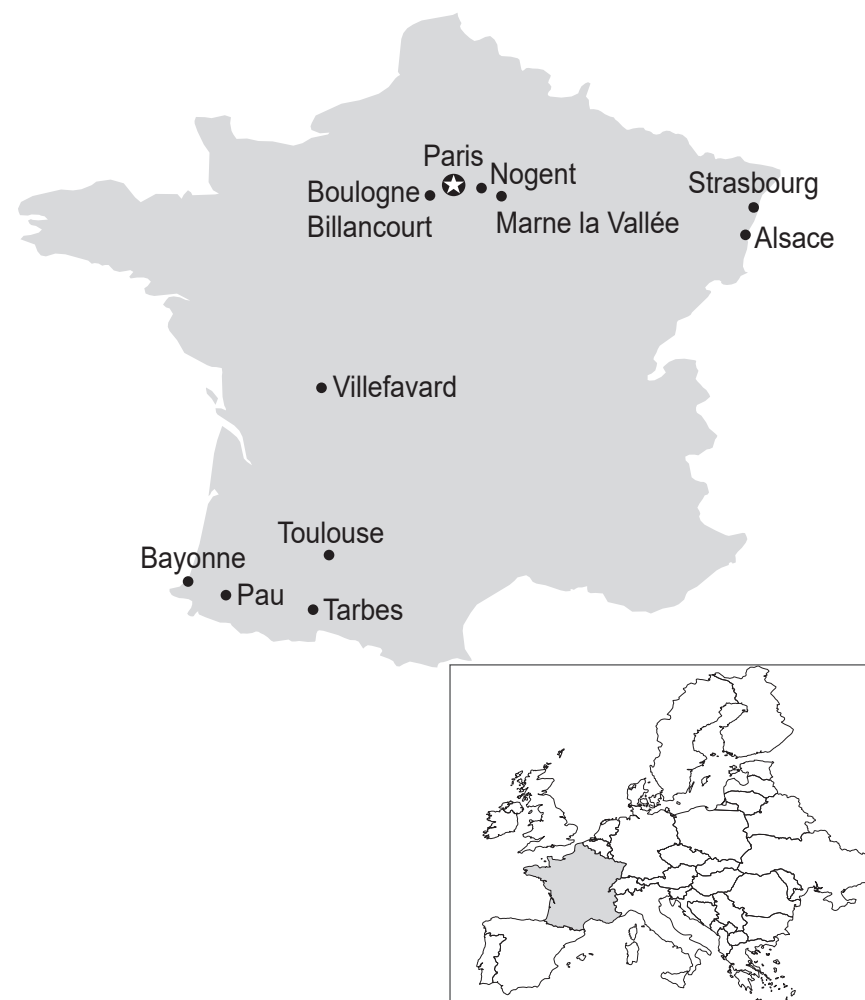 Paris
Nogent
Boulogne
Billancourt
Marne la Vallée
Strasbourg
Alsace
Villefavard
Toulouse
Bayonne
Pau
Tarbes